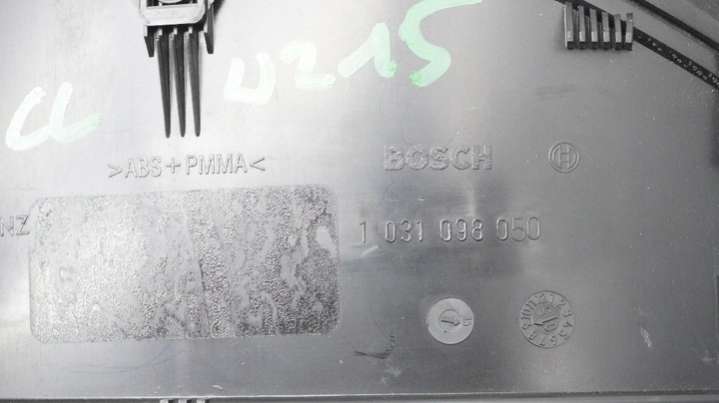 CL W215
>ABS+PMMA<
BOSCH H
NZ
1 031 098 050